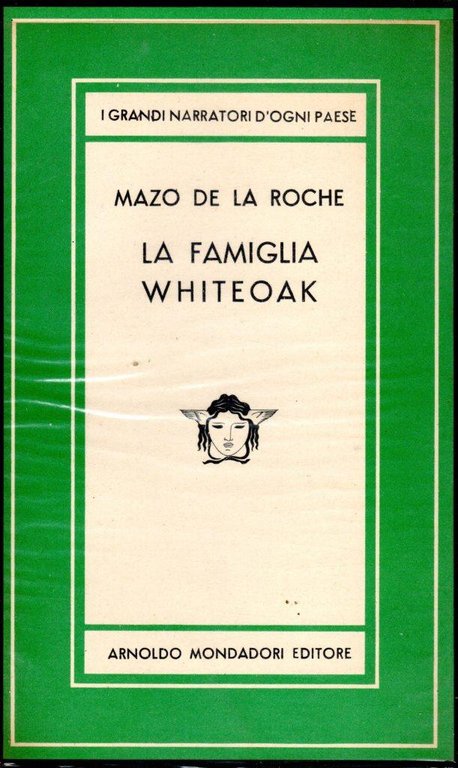 I GRANDI NARRATORI D'OGNI PAESE
MAZO DE LA ROCHE
LA FAMIGLIA
WHITEOAK
ARNOLDO MONDADORI EDITORE